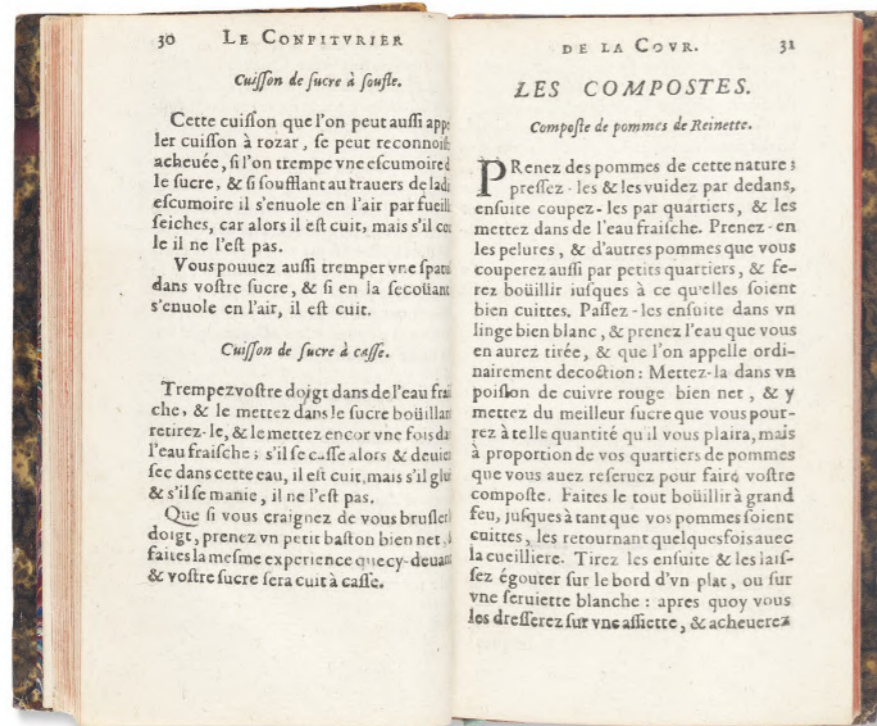 30 LE CONFITVRIER
Cuiſſon de ſucre à soufle.
Cette cuiſſon que l'on peut auſſi
ler cuiſſon à rozar, ſe peut
acheuée, ſi l'on trempe vne eſcumoire
le ſucre, & ſi ſoufflant au trauers de
eſcumoire il s'enuole en l'air par
ſeiches, car alors il eſt cuit, mais s'il
le il ne l'eſt pas.
Vous pouuez auſſi tremper vne
dans voſtre ſucre, & ſi en la ſecoüant
s'enuole en l'air, il eſt cuit.
Cuiſſon de ſucre à caſſe.
Trempez voſtre doigt dans de l'eau
che, & le mettez dans le ſucre
retirez-le, & le mettez encor vne fois
l'eau fraiſche; s'il ſe caſſe alors &
ſec dans cette eau, il eſt cuit, mais s'il
& s'il ſe manie, il ne l'eſt pas.
Que ſi vous craignez de vous
doigt, prenez vn petit baſton bien net,
faites la meſme experience que cy-deuant
& voſtre ſucre ſera cuit à caſſe.
DE LA COVR. 31
LES COMPOSTES.
Compoſte de pommes de Reinette.
PRenez des pommes de cette nature;
preſſez-les & les vuidez par dedans,
enſuite coupez-les par quartiers, & les
mettez dans de l'eau fraiſche. Prenez-en
les pelures, & d'autres pommes que vous
couperez auſſi par petits quartiers, & fe-
rez boüillir iuſques à ce qu'elles ſoient
bien cuittes. Paſſez-les enſuite dans vn
linge bien blanc, & prenez l'eau que vous
en aurez tirée, & que l'on appelle ordi-
nairement decoction: Mettez-la dans vn
poiſlon de cuivre rouge bien net, & y
mettez du meilleur ſucre que vous pour-
rez à telle quantité qu'il vous plaira, mais
à proportion de vos quartiers de pommes
que vous auez reſeruez pour faire voſtre
compoſte. Faites le tout boüillir à grand
feu, juſques à tant que vos pommes ſoient
cuittes, les retournant quelquesfois auec
la cueilliere. Tirez les enſuite & les laiſ-
ſez égouter ſur le bord d'vn plat, ou ſur
vne ſeruiette blanche: apres quoy vous
les dreſſerez ſur vne aſſiette, & acheuerez